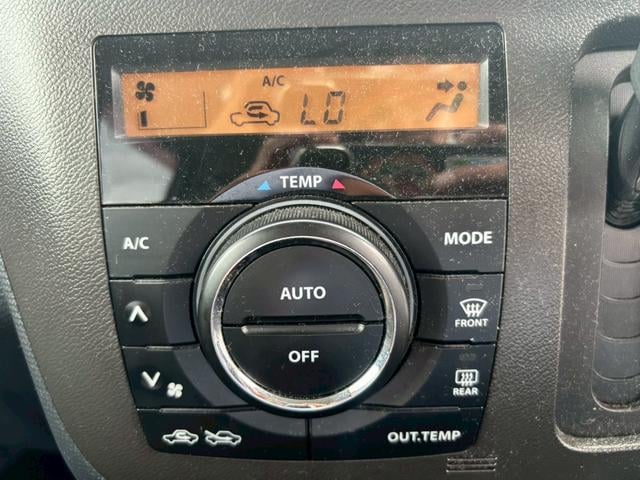 A/C
LO
TEMP
A/C
MODE
AUTO
FRONT
OFF
REAR
OUT.TEMP